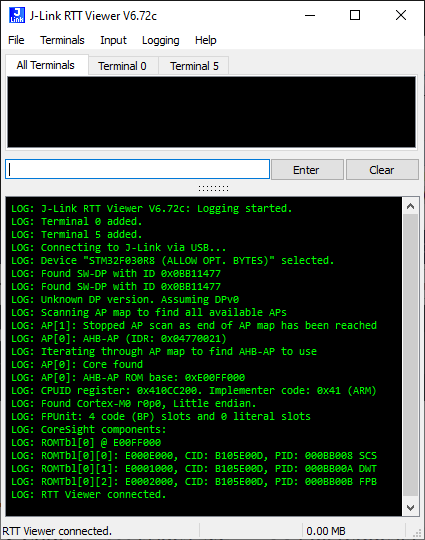 J-Link RTT Viewer V6.72c
File Terminals Input Logging Help
All Terminals Terminal 0 Terminal 5
Enter Clear
LOG: J-Link RTT Viewer V6.72c: Logging started.
LOG: Terminal 0 added.
LOG: Terminal 5 added.
LOG: Connecting to J-Link via USB...
LOG: Device "STM32F030R8 (ALLOW OPT. BYTES)" selected.
LOG: Found SW-DP with ID 0x0BB11477
LOG: Found SW-DP with ID 0x0BB11477
LOG: Unknown DP version. Assuming DPv0
LOG: Scanning AP map to find all available APs
LOG: AP[1]: Stopped AP scan as end of AP map has been reached
LOG: AP[0]: AHB-AP (IDR: 0x04770021)
LOG: Iterating through AP map to find AHB-AP to use
LOG: AP[0]: Core found
LOG: AP[0]: AHB-AP ROM base: 0xE00FF000
LOG: CPUID register: 0x410CC200. Implementer code: 0x41 (ARM)
LOG: Found Cortex-M0 r0p0, Little endian.
LOG: FPUnit: 4 code (BP) slots and 0 literal slots
LOG: CoreSight components:
LOG: ROMTbl[0] @ E00FF000
LOG: ROMTbl[0][0]: E000E000, CID: B105E00D, PID: 000BB008 SCS
LOG: ROMTbl[0][1]: E0001000, CID: B105E00D, PID: 000BB00A DWT
LOG: ROMTbl[0][2]: E0002000, CID: B105E00D, PID: 000BB00B FPB
LOG: RTT Viewer connected.
RTT Viewer connected. 0.00 MB